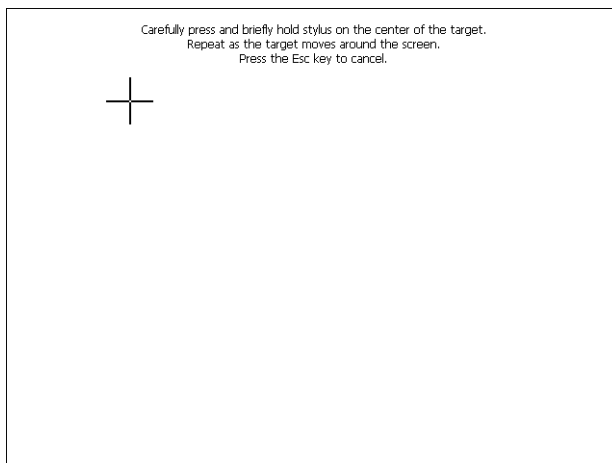 Carefully press and briefly hold stylus on the center of the target.
Repeat as the target moves around the screen.
Press the Esc key to cancel.